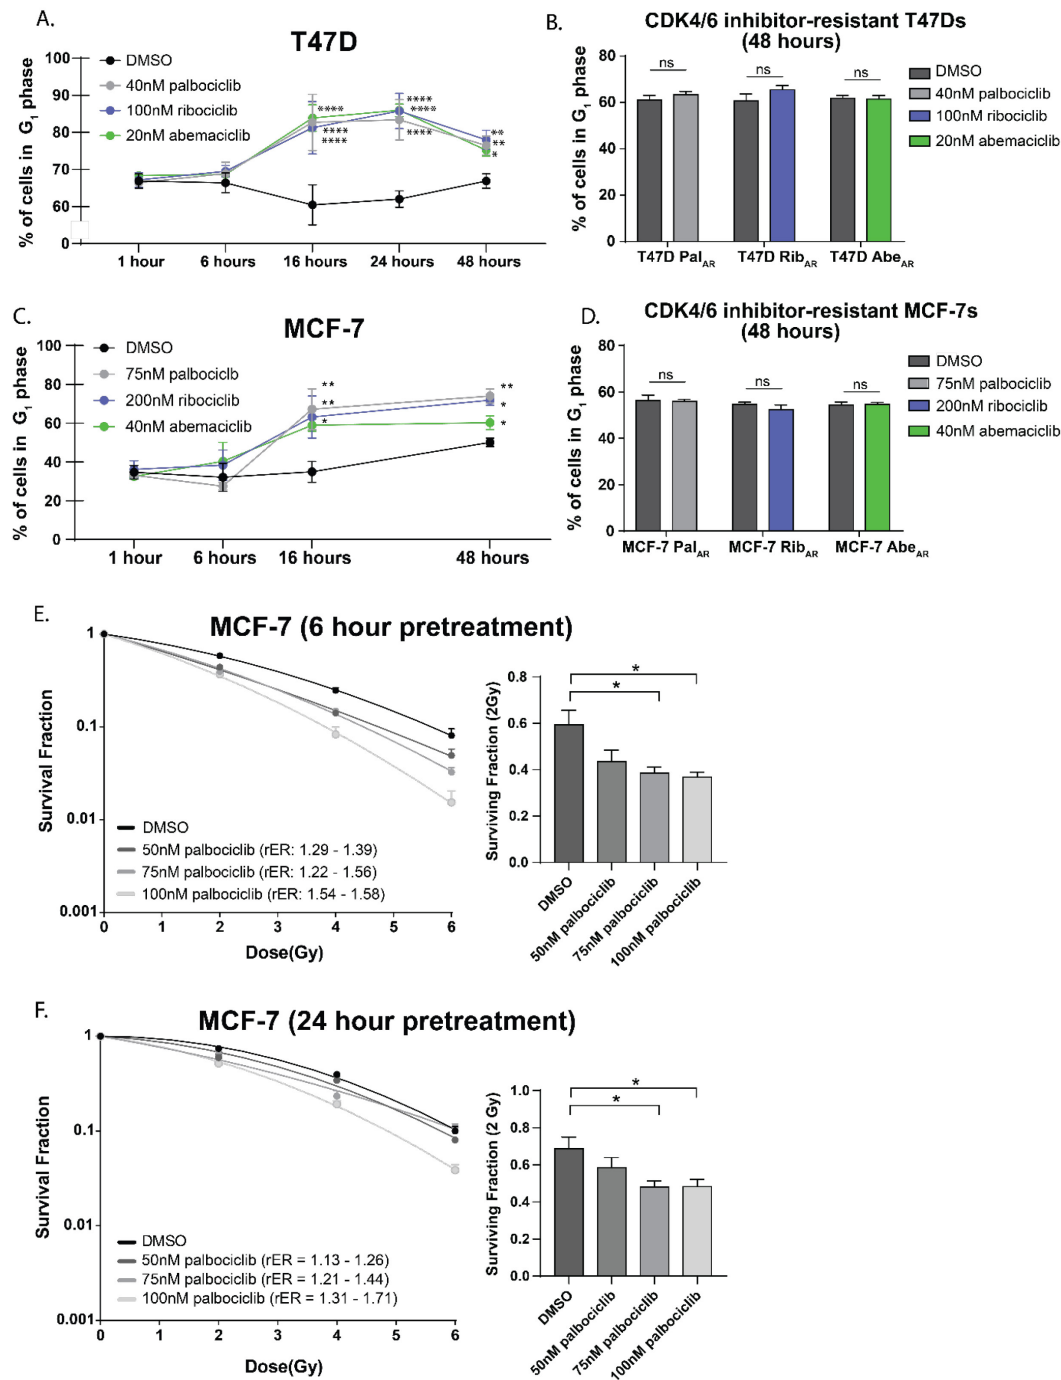 A.
T47D
% of cells in G1 phase
100
90
80
70
60
0
DMSO
40nM palbociclib
100nM ribociclib
20nM abemaciclib
****
****
****
****
****
****
**
**
*
1 hour
6 hours
16 hours
24 hours
48 hours
B.
CDK4/6 inhibitor-resistant T47Ds
(48 hours)
% of cells in G1 phase
80
60
40
20
0
ns
ns
ns
T47D PalAR
T47D RibAR
T47D AbeAR
DMSO
40nM palbociclib
100nM ribociclib
20nM abemaciclib
C.
MCF-7
% of cells in G1 phase
100
80
60
40
20
0
DMSO
75nM palbociclb
200nM ribociclib
40nM abemaciclib
**
**
*
**
*
*
1 hour
6 hours
16 hours
48 hours
D.
CDK4/6 inhibitor-resistant MCF-7s
(48 hours)
% of cells in G1 phase
80
60
40
20
0
ns
ns
ns
MCF-7 PalAR
MCF-7 RibAR
MCF-7 AbeAR
DMSO
75nM palbociclib
200nM ribociclib
40nM abemaciclib
E.
MCF-7 (6 hour pretreatment)
Survival Fraction
1
0.1
0.01
0.001
DMSO
50nM palbociclib (rER: 1.29 - 1.39)
75nM palbociclib (rER: 1.22 - 1.56)
100nM palbociclib (rER: 1.54 - 1.58)
0
1
2
3
4
5
6
Dose(Gy)
Surviving Fraction (2Gy)
0.8
0.6
0.4
0.2
0.0
*
*
DMSO
50nM palbociclib
75nM palbociclib
100nM palbociclib
F.
MCF-7 (24 hour pretreatment)
Survival Fraction
1
0.1
0.01
0.001
DMSO
50nM palbociclib (rER = 1.13 - 1.26)
75nM palbociclib (rER = 1.21 - 1.44)
100nM palbociclib (rER = 1.31 - 1.71)
0
1
2
3
4
5
6
Dose(Gy)
Surviving Fraction (2 Gy)
1.0
0.8
0.6
0.4
0.2
0.0
*
*
DMSO
50nM palbociclib
75nM palbociclib
100nM palbociclib